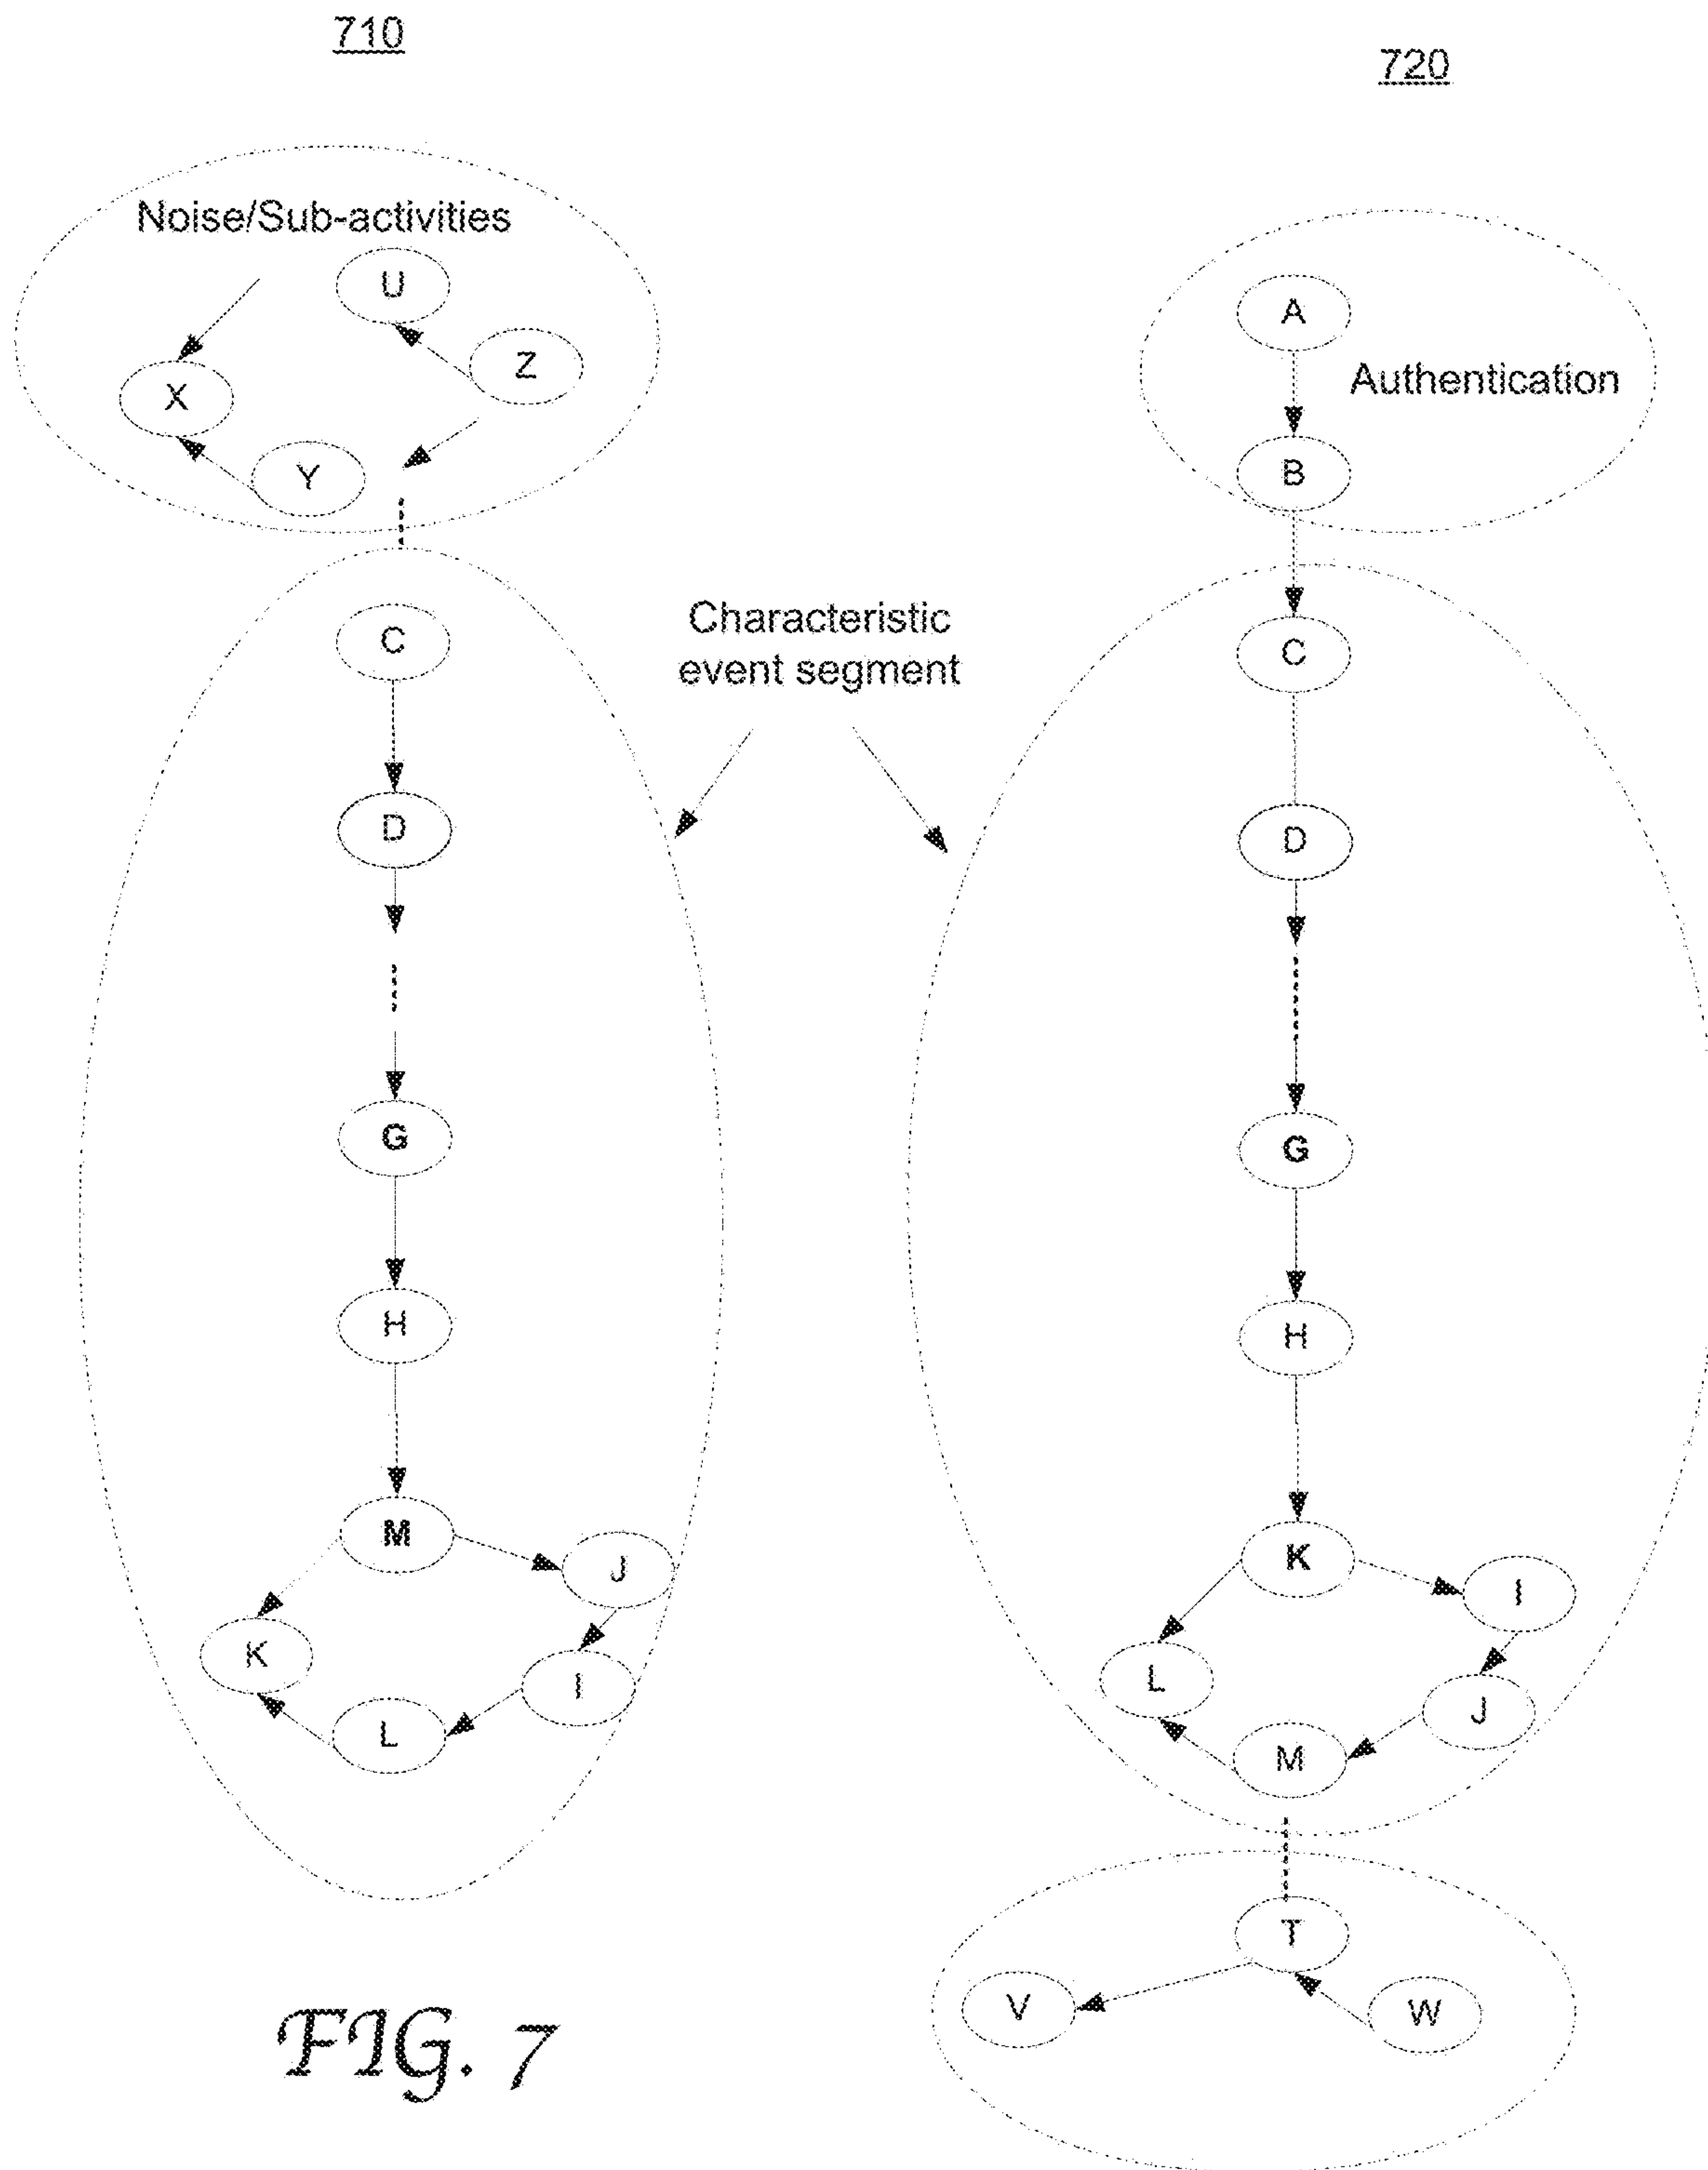 710
720
Noise/Sub-activities
U
Z
X
Y
A
Authentication
B
Characteristic
event segment
C
D
G
H
M
J
K
I
L
C
D
G
H
K
I
L
J
M
T
V
W
FIG. 7